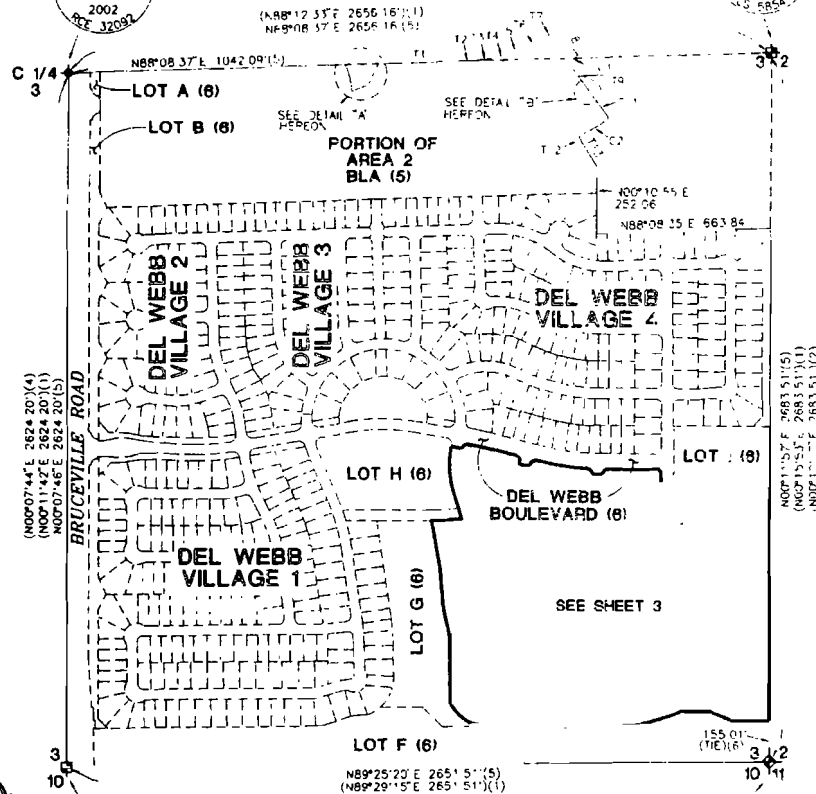 2002
RCE 32092
(N88°12'33"E 2656.16')(1)
N88°08'37"E 2656.16'(5)
C 1/4
3
N88°08'37"E 1042.09'(5)
T1
3 2
LOT A (6)
LOT B (6)
SEE DETAIL "A"
HEREON
SEE DETAIL "B"
HEREON
T9
C2
PORTION OF
AREA 2
BLA (5)
N00°10'55"E
252.06
N88°08'35"E 663.84
DEL WEBB
VILLAGE 2
DEL WEBB
VILLAGE 3
DEL WEBB
VILLAGE 4
(N00°07'44"E 2624.20')(4)
(N00°11'42"E 2624.20')(1)
N00°07'46"E 2624.20'(5)
BRUCEVILLE ROAD
LOT H (6)
DEL WEBB
BOULEVARD (6)
DEL WEBB
VILLAGE 1
LOT G (6)
SEE SHEET 3
LOT F (6)
155.01'
(TIE)(6)
3
10
3 2
10 11
N89°25'20"E 2651.51'(5)
(N89°29'15"E 2651.51')(1)